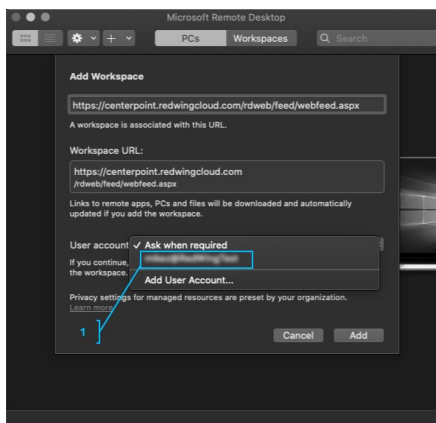 Microsoft Remote Desktop
PCs
Workspaces
Search
Add Workspace
https://centerpoint.redwingcloud.com/rdweb/feed/webfeed.aspx
A workspace is associated with this URL.
Workspace URL:
https://centerpoint.redwingcloud.com
/rdweb/feed/webfeed.aspx
Links to remote apps, PCs and files will be downloaded and automatically
updated if you add the workspace.
User account
✓ Ask when required
If you continue,
the workspace.
Add User Account...
Privacy settings for managed resources are preset by your organization.
Learn more
1
Cancel
Add